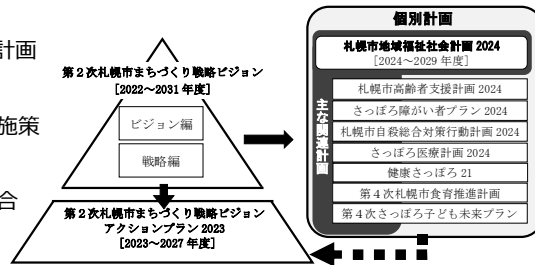 計画
施策
合
第２次札幌市まちづくり戦略ビジョン
[2022～2031 年度]
ビジョン編
戦略編
第２次札幌市まちづくり戦略ビジョン
アクションプラン 2023
[2023～2027 年度]
個別計画
札幌市地域福祉社会計画 2024
[2024～2029 年度]
主な関連計画
札幌市高齢者支援計画 2024
さっぽろ障がい者プラン 2024
札幌市自殺総合対策行動計画 2024
さっぽろ医療計画 2024
健康さっぽろ 21
第４次札幌市食育推進計画
第４次さっぽろ子ども未来プラン